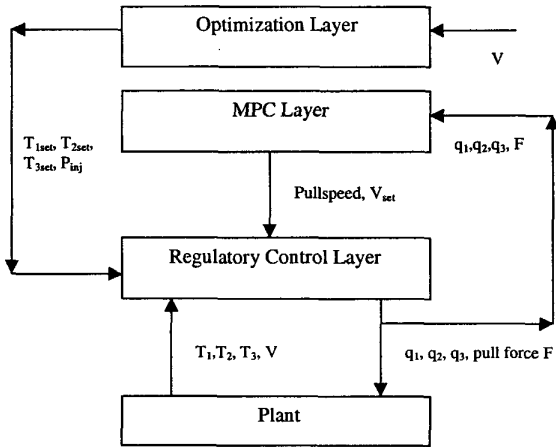 Optimization Layer
V
MPC Layer
T1set, T2set,
T3set, Pinj
q1,q2,q3, F
Pullspeed, Vset
Regulatory Control Layer
T1,T2, T3, V
q1, q2, q3, pull force F
Plant